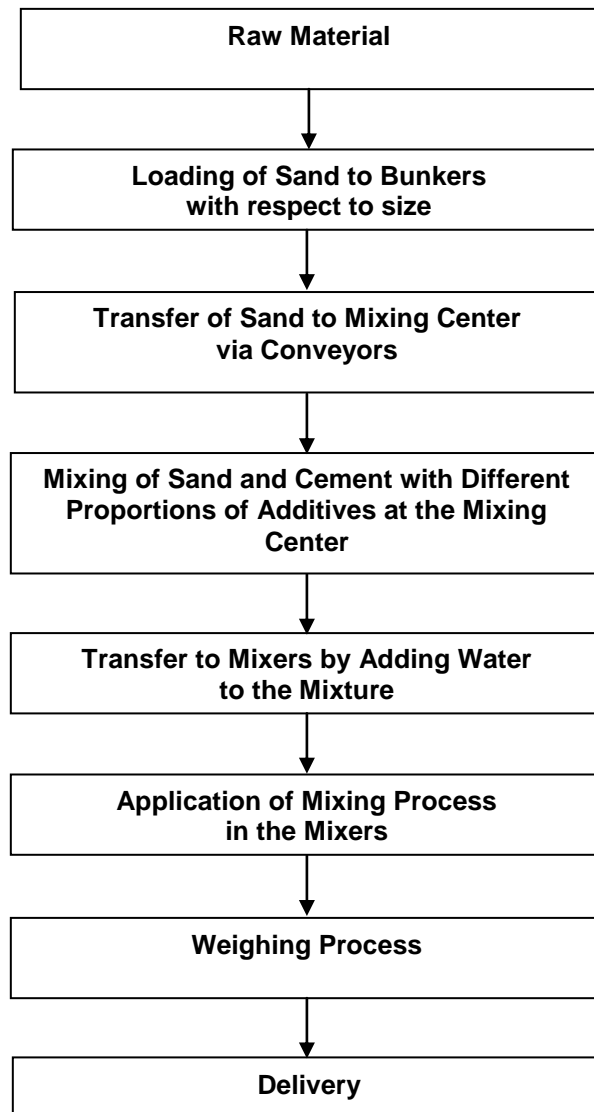 Raw Material
Loading of Sand to Bunkers
with respect to size
Transfer of Sand to Mixing Center
via Conveyors
Mixing of Sand and Cement with Different
Proportions of Additives at the Mixing
Center
Transfer to Mixers by Adding Water
to the Mixture
Application of Mixing Process
in the Mixers
Weighing Process
Delivery